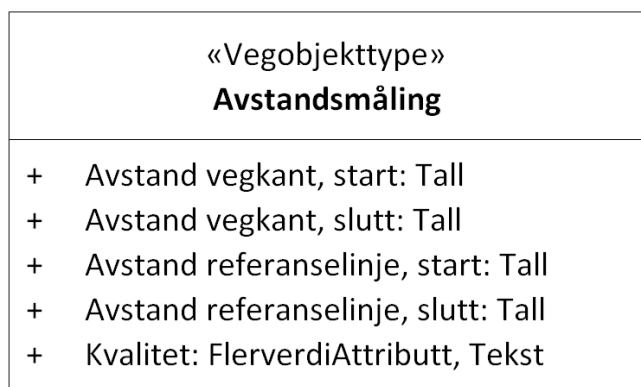 «Vegobjekttype»
Avstandsmåling
+ Avstand vegkant, start: Tall
+ Avstand vegkant, slutt: Tall
+ Avstand referanselinje, start: Tall
+ Avstand referanselinje, slutt: Tall
+ Kvalitet: FlerverdiAttributt, Tekst